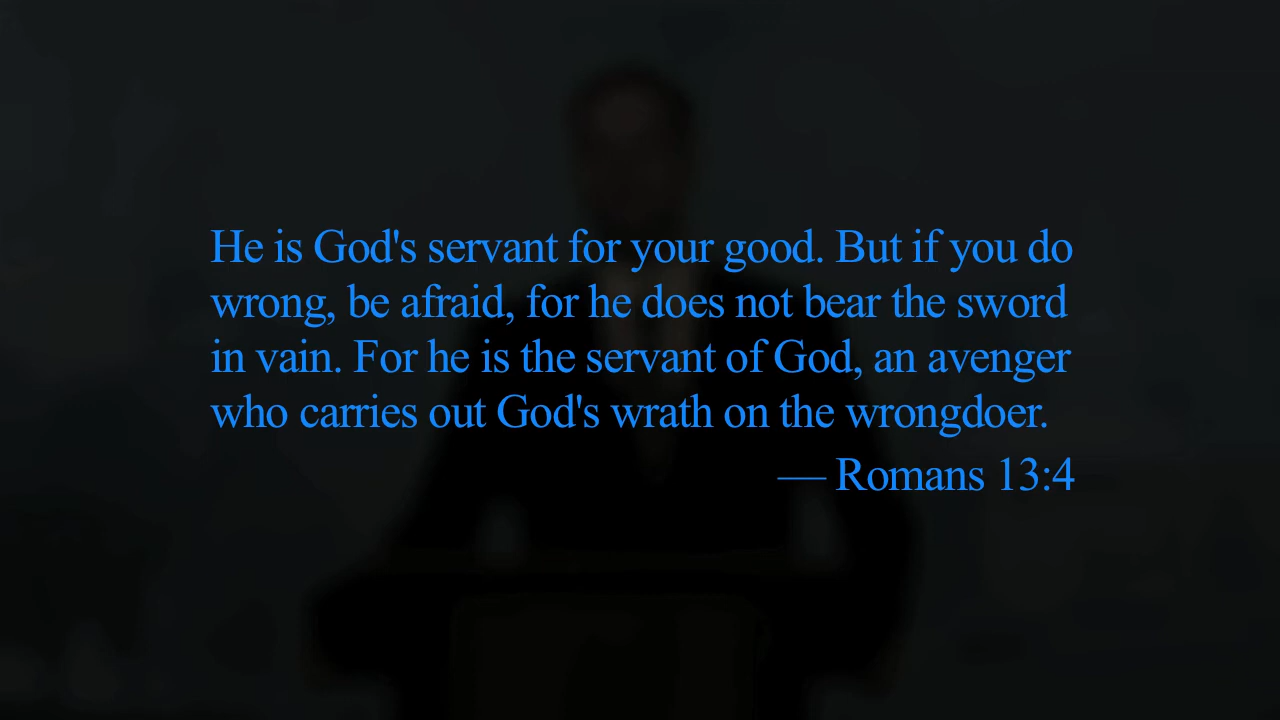 He is God's servant for your good. But if you do
wrong, be afraid, for he does not bear the sword
in vain. For he is the servant of God, an avenger
who carries out God's wrath on the wrongdoer.
— Romans 13:4